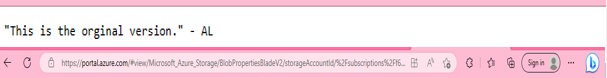 "This is the orginal version." - AL
https://portal.azure.com/#view/Microsoft_Azure_Storage/BlobPropertiesBladeV2/storageAccountId/%2Fsubscriptions%2Ff6... Sign in